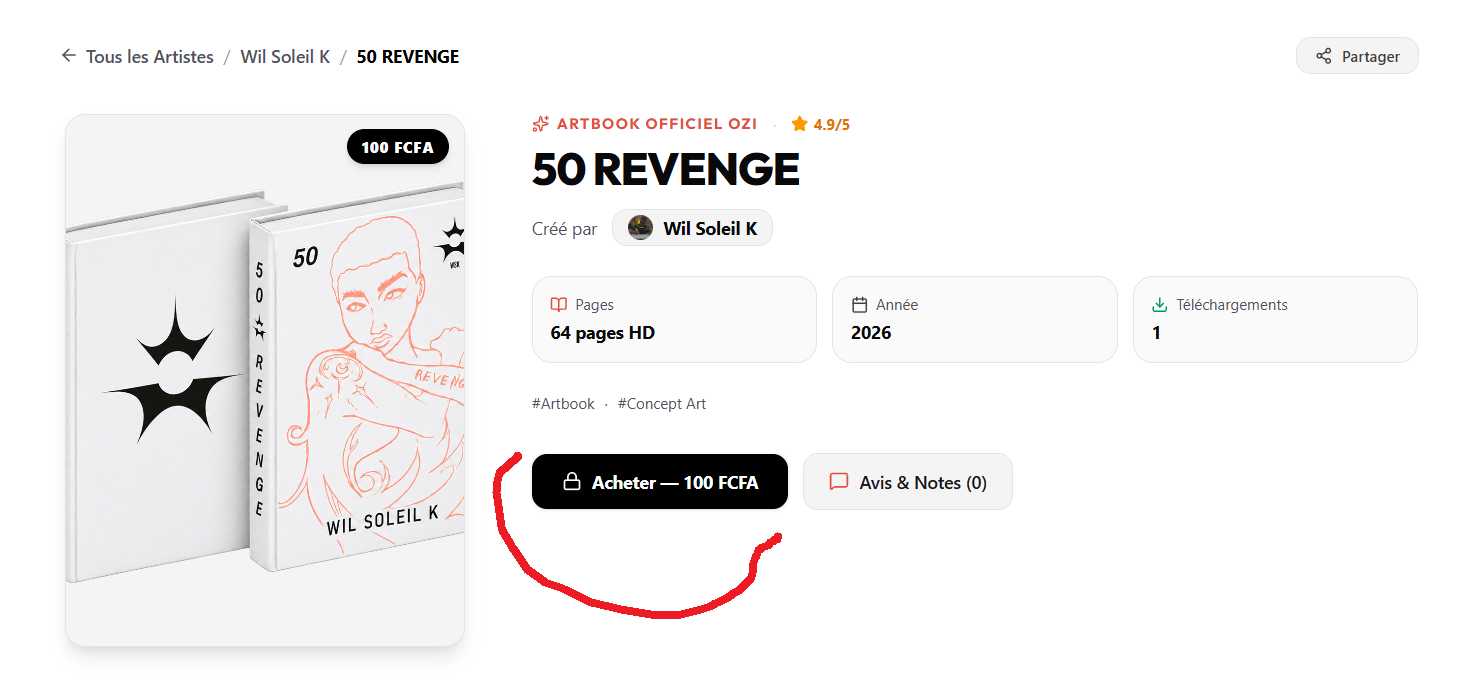 Tous les Artistes / Wil Soleil K / 50 REVENGE
Partager
100 FCFA
50
WSK
50 REVENGE
REVENG
WIL SOLEIL K
ARTBOOK OFFICIEL OZI · 4.9/5
50 REVENGE
Créé par Wil Soleil K
Pages
64 pages HD
Année
2026
Téléchargements
1
#Artbook · #Concept Art
Acheter — 100 FCFA
Avis & Notes (0)